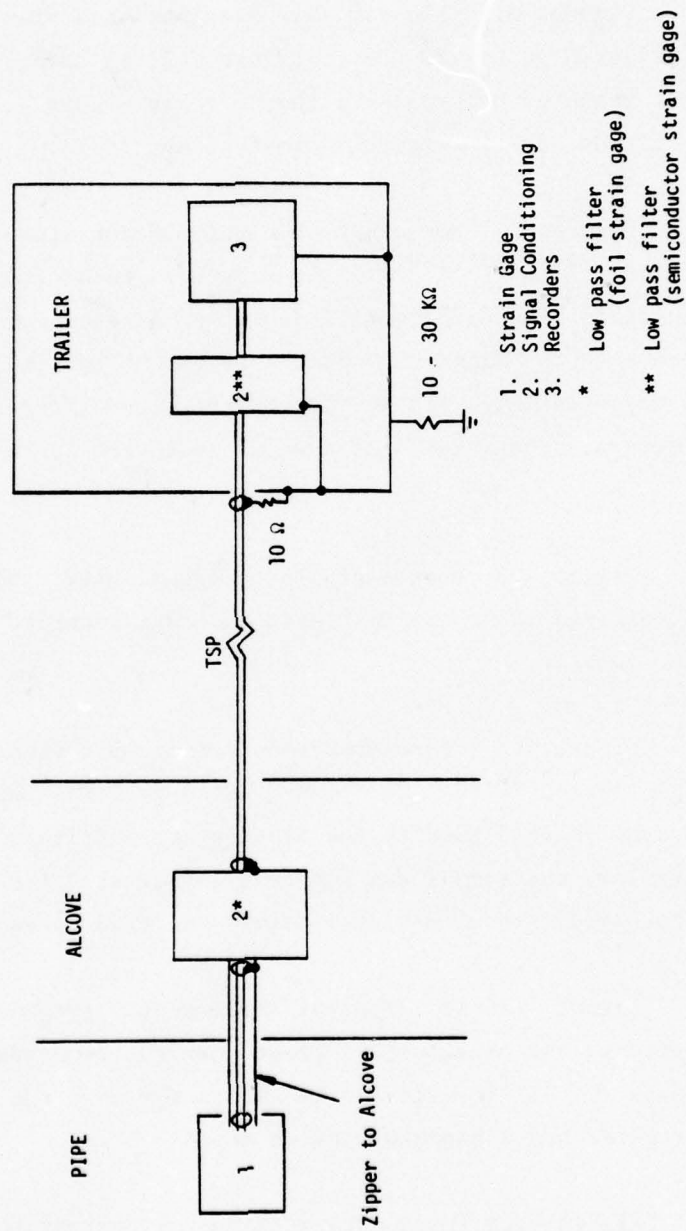 PIPE
ALCOVE
TRAILER
1
2*
2**
3
TSP
10 Ω
10 - 30 KΩ
Zipper to Alcove
1. Strain Gage
2. Signal Conditioning
3. Recorders
* Low pass filter
(foil strain gage)
** Low pass filter
(semiconductor strain gage)